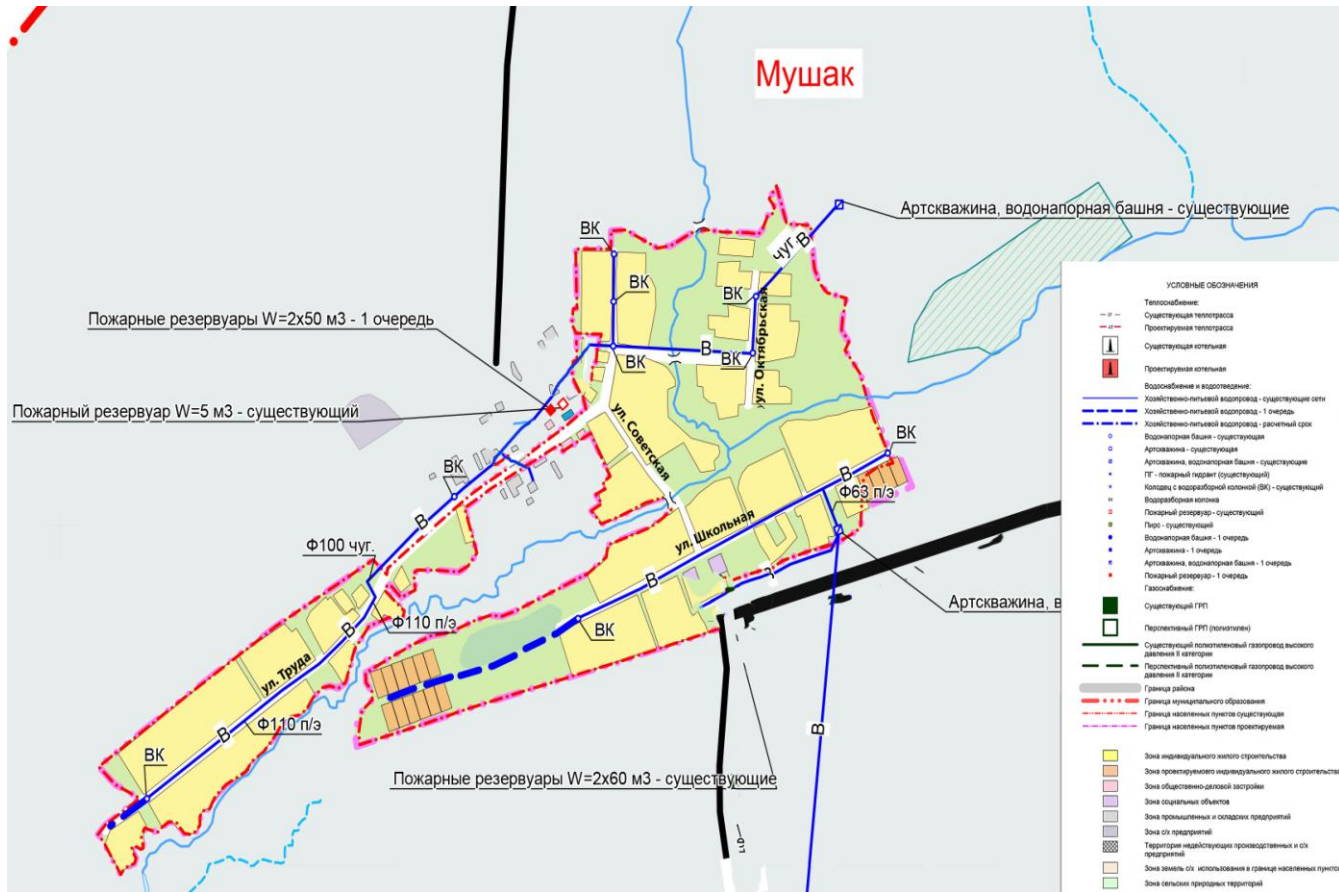 Мушак
Артскважина, водонапорная башня - существующие
чуг.
В
ВК
ВК
ВК
Пожарные резервуары W=2x50 м3 - 1 очередь
ВК
В
ВК
ул. Октябрьская
Пожарный резервуар W=5 м3 - существующий
ул. Советская
ВК
ВК
В
Ф63 п/э
В
ул. Школьная
Ф100 чуг.
В
Артскважина, в
Ф110 п/э
ВК
В
ул. Труда
Ф110 п/э
В
В
ВК
Пожарные резервуары W=2x60 м3 - существующие
УСЛОВНЫЕ ОБОЗНАЧЕНИЯ
Теплоснабжение:
Существующая теплотрасса
Проектируемая теплотрасса
Существующая котельная
Проектируемая котельная
Водоснабжение и водоотведение:
Хозяйственно-питьевой водопровод - существующие сети
Хозяйственно-питьевой водопровод - 1 очередь
Хозяйственно-питьевой водопровод - расчетный срок
Водонапорная башня - существующая
Артскважина - существующая
Артскважина, водонапорная башня - существующие
ПГ - пожарный гидрант (существующий)
Колодец с водоразборной колонкой (ВК) - существующий
Водоразборная колонка
Пожарный резервуар - существующий
Пирс - существующий
Водонапорная башня - 1 очередь
Артскважина - 1 очередь
Артскважина, водонапорная башня - 1 очередь
Пожарный резервуар - 1 очередь
Газоснабжение:
Существующий ГРП
Перспективный ГРП (полиэтилен)
Существующий полиэтиленовый газопровод высокого
давления II категории
Перспективный полиэтиленовый газопровод высокого
давления II категории
Граница района
Граница муниципального образования
Граница населенных пунктов существующая
Граница населенных пунктов проектируемая
Зона индивидуального жилого строительства
Зона проектируемого индивидуального жилого строительства
Зона общественно-деловой застройки
Зона социальных объектов
Зона промышленных и складских предприятий
Зона с/х предприятий
Территория недействующих производственных и с/х
предприятий
Зона земель с/х использования в границе населенных пунктов
Зона сельских природных территорий